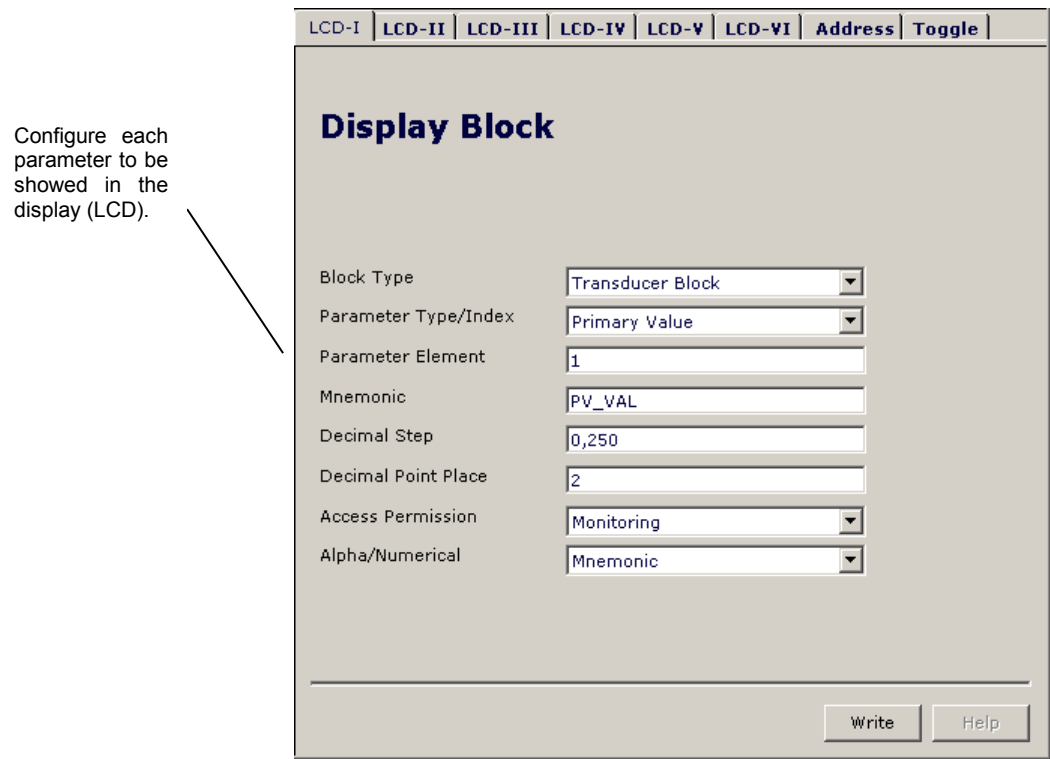 LCD-I LCD-II LCD-III LCD-IV LCD-V LCD-VI Address Toggle
Display Block
Configure each
parameter to be
showed in the
display (LCD).
Block Type Transducer Block
Parameter Type/Index Primary Value
Parameter Element 1
Mnemonic PV_VAL
Decimal Step 0,250
Decimal Point Place 2
Access Permission Monitoring
Alpha/Numerical Mnemonic
Write Help